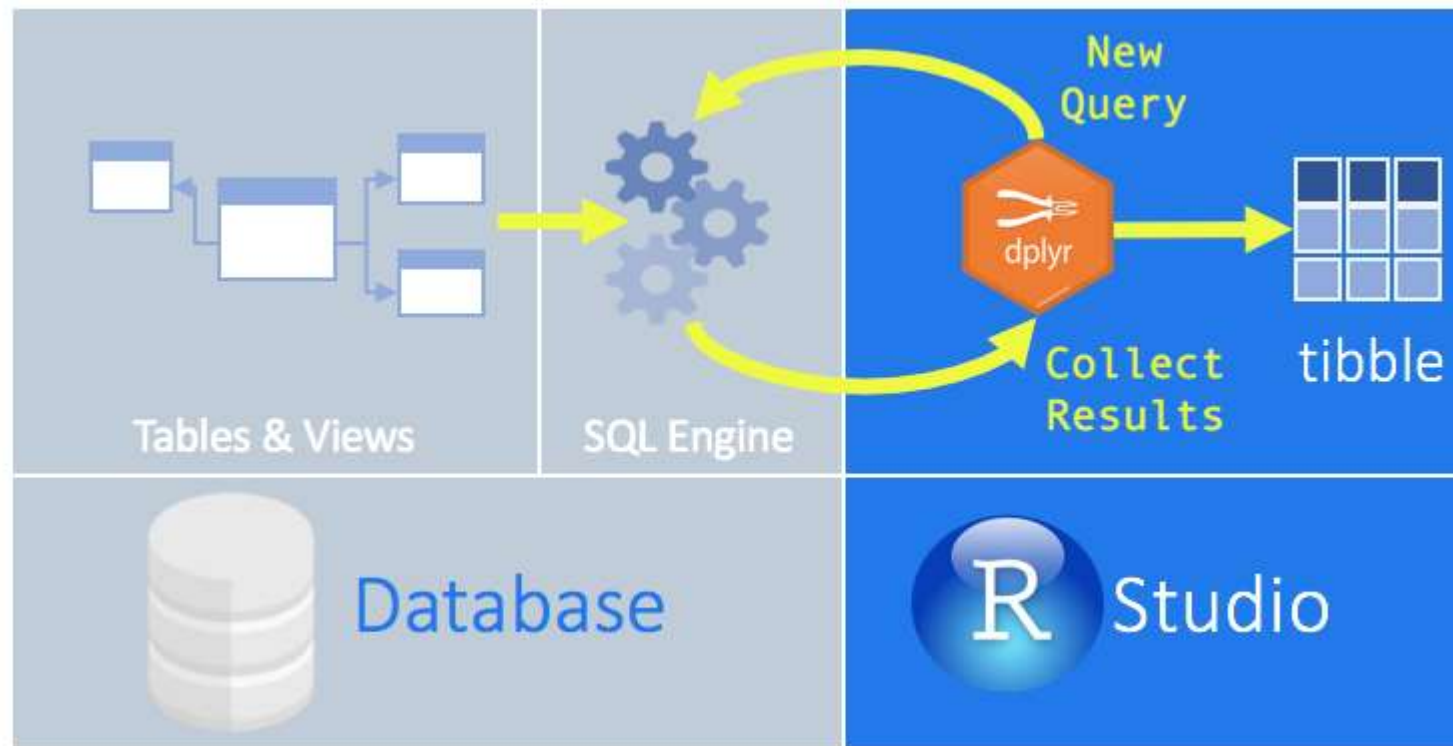 New
Query
dplyr
Collect
Results
tibble
Tables & Views
SQL Engine
Database
R Studio